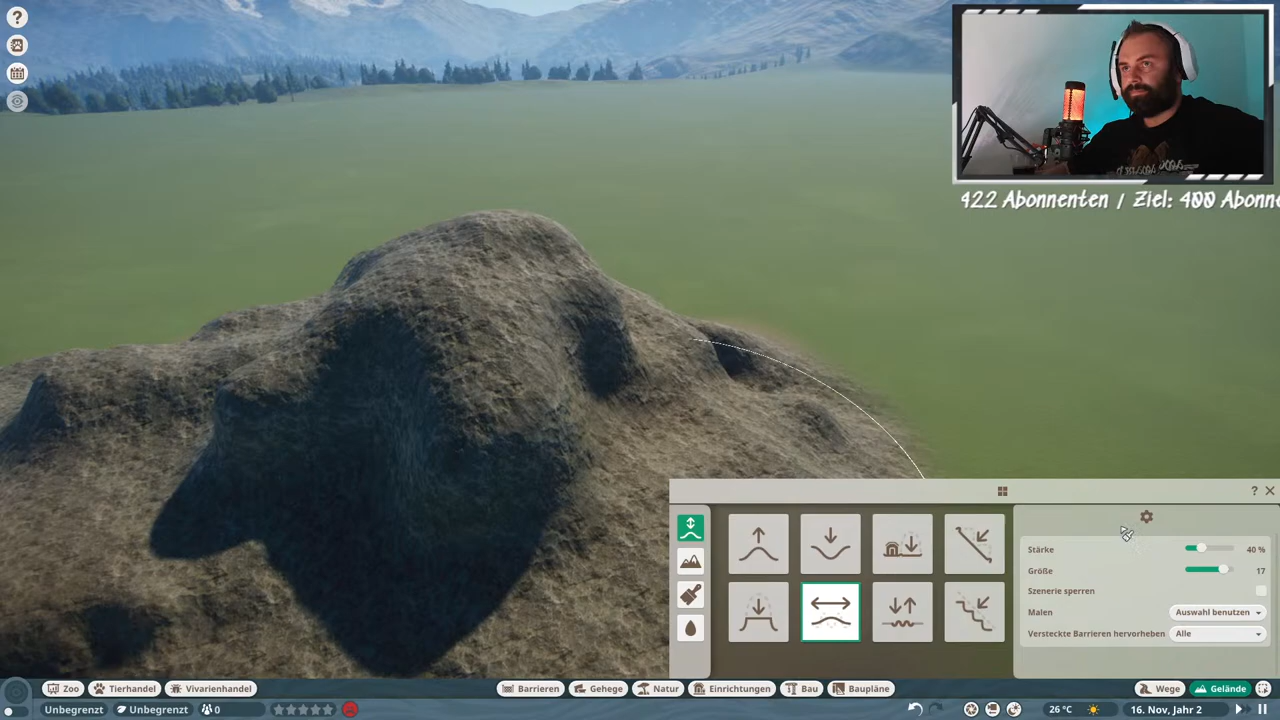 422 Abonnenten / Ziel: 400 Abonne
?
? ✕
Stärke 40 %
Größe 17
Szenerie sperren
Malen Auswahl benutzen
Versteckte Barrieren hervorheben Alle
Zoo Tierhandel Vivarienhandel Barrieren Gehege Natur Einrichtungen Bau Baupläne Wege Gelände
Unbegrenzt Unbegrenzt 0 26 °C 16. Nov, Jahr 2